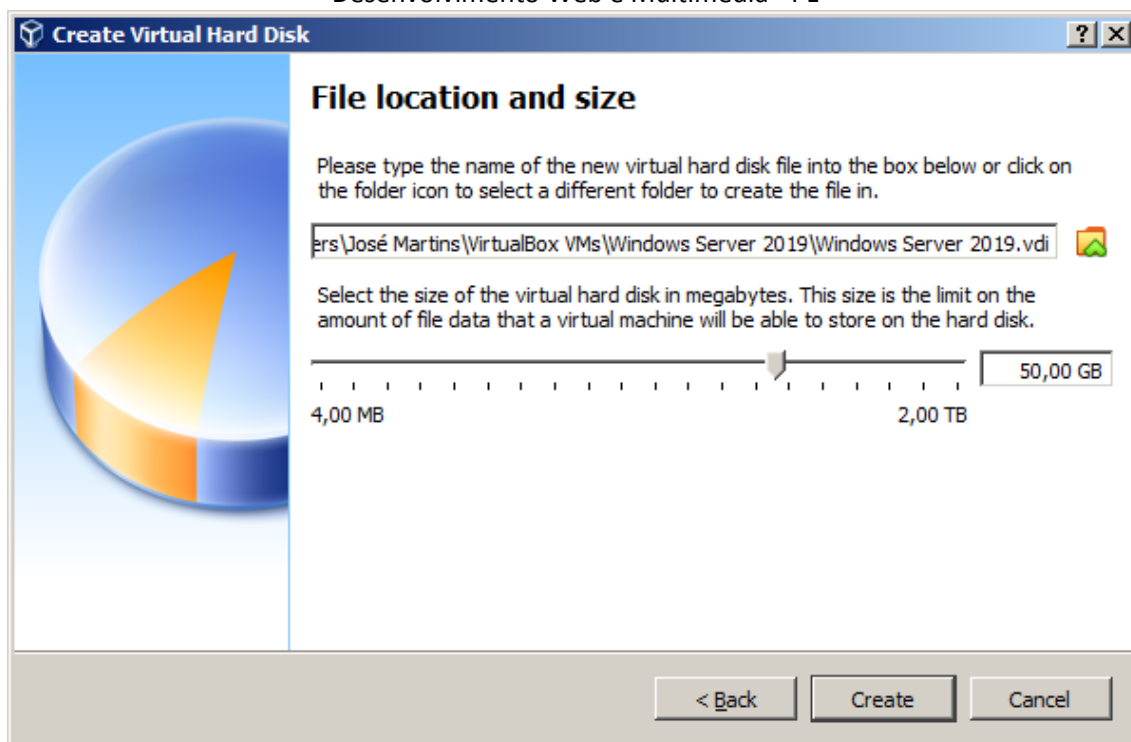 Desenvolvimento Web e Multimédia - P1
Create Virtual Hard Disk
File location and size
Please type the name of the new virtual hard disk file into the box below or click on
the folder icon to select a different folder to create the file in.
ers\José Martins\VirtualBox VMs\Windows Server 2019\Windows Server 2019.vdi
Select the size of the virtual hard disk in megabytes. This size is the limit on the
amount of file data that a virtual machine will be able to store on the hard disk.
50,00 GB
4,00 MB 2,00 TB
< Back Create Cancel